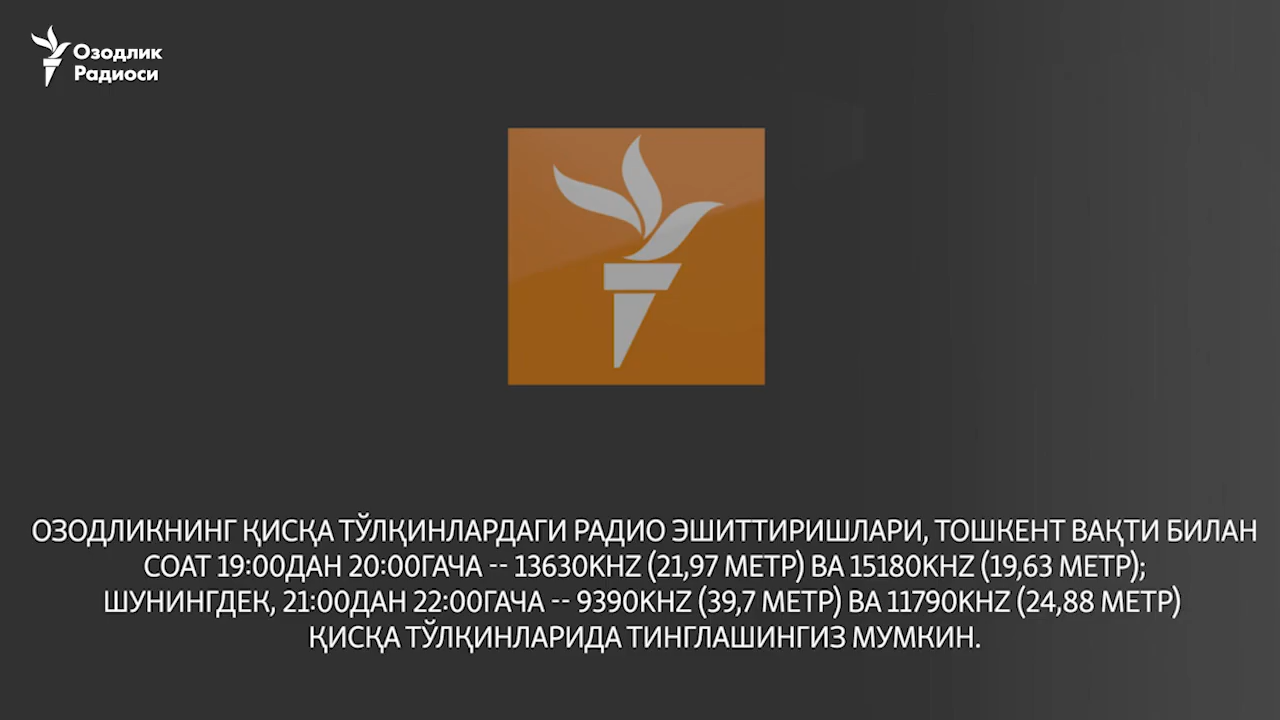 Озодлик
Радиоси
ОЗОДЛИКНИНГ ҚИСҚА ТЎЛҚИНЛАРДАГИ РАДИО ЭШИТТИРИШЛАРИ, ТОШКЕНТ ВАҚТИ БИЛАН
СОАТ 19:00ДАН 20:00ГАЧА -- 13630KHZ (21,97 МЕТР) ВА 15180KHZ (19,63 МЕТР);
ШУНИНГДЕК, 21:00ДАН 22:00ГАЧА -- 9390KHZ (39,7 МЕТР) ВА 11790KHZ (24,88 МЕТР)
ҚИСҚА ТЎЛҚИНЛАРИДА ТИНГЛАШИНГИЗ МУМКИН.